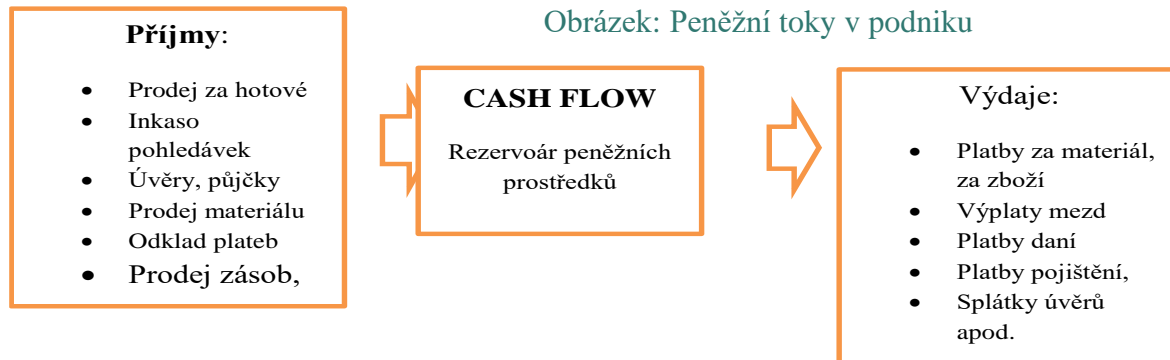 Obrázek: Peněžní toky v podniku
Příjmy:
• Prodej za hotové
• Inkaso
pohledávek
• Úvěry, půjčky
• Prodej materiálu
• Odklad plateb
• Prodej zásob,
CASH FLOW
Rezervoár peněžních
prostředků
Výdaje:
• Platby za materiál,
za zboží
• Výplaty mezd
• Platby daní
• Platby pojištění,
• Splátky úvěrů
apod.